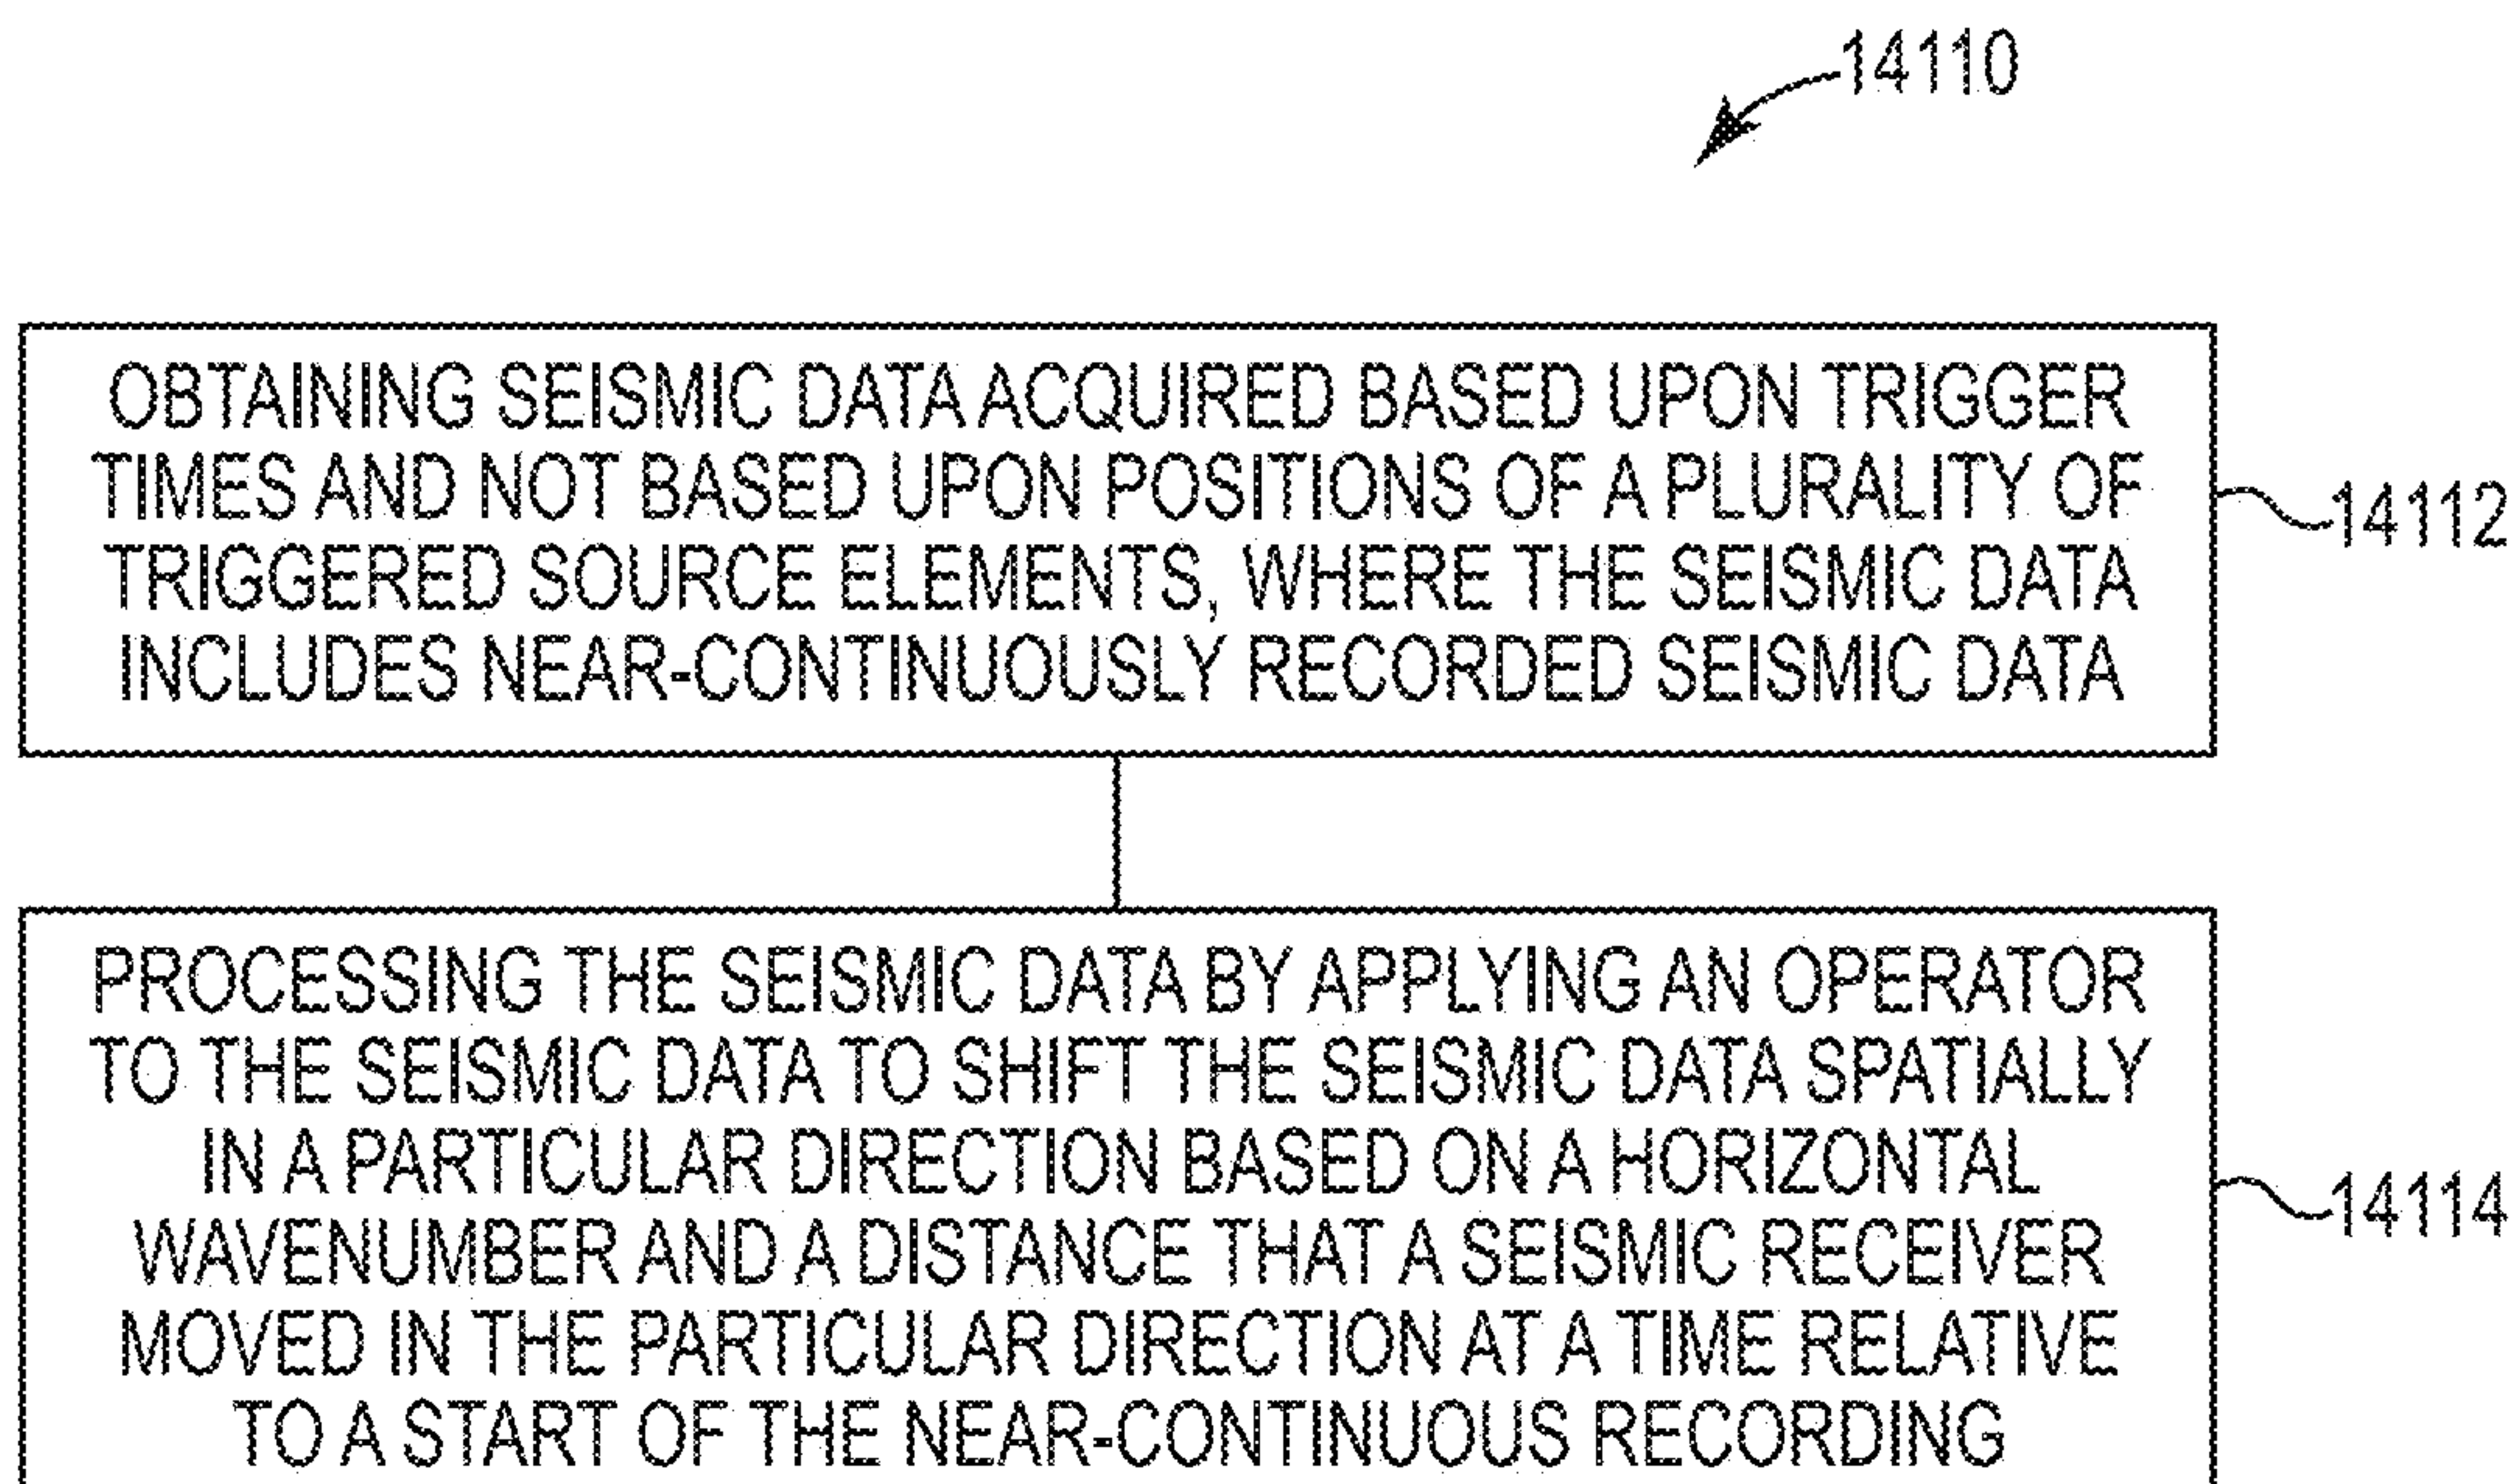 14110
OBTAINING SEISMIC DATA ACQUIRED BASED UPON TRIGGER
TIMES AND NOT BASED UPON POSITIONS OF A PLURALITY OF
TRIGGERED SOURCE ELEMENTS, WHERE THE SEISMIC DATA
INCLUDES NEAR-CONTINUOUSLY RECORDED SEISMIC DATA
14112
PROCESSING THE SEISMIC DATA BY APPLYING AN OPERATOR
TO THE SEISMIC DATA TO SHIFT THE SEISMIC DATA SPATIALLY
IN A PARTICULAR DIRECTION BASED ON A HORIZONTAL
WAVENUMBER AND A DISTANCE THAT A SEISMIC RECEIVER
MOVED IN THE PARTICULAR DIRECTION AT A TIME RELATIVE
TO A START OF THE NEAR-CONTINUOUS RECORDING
14114